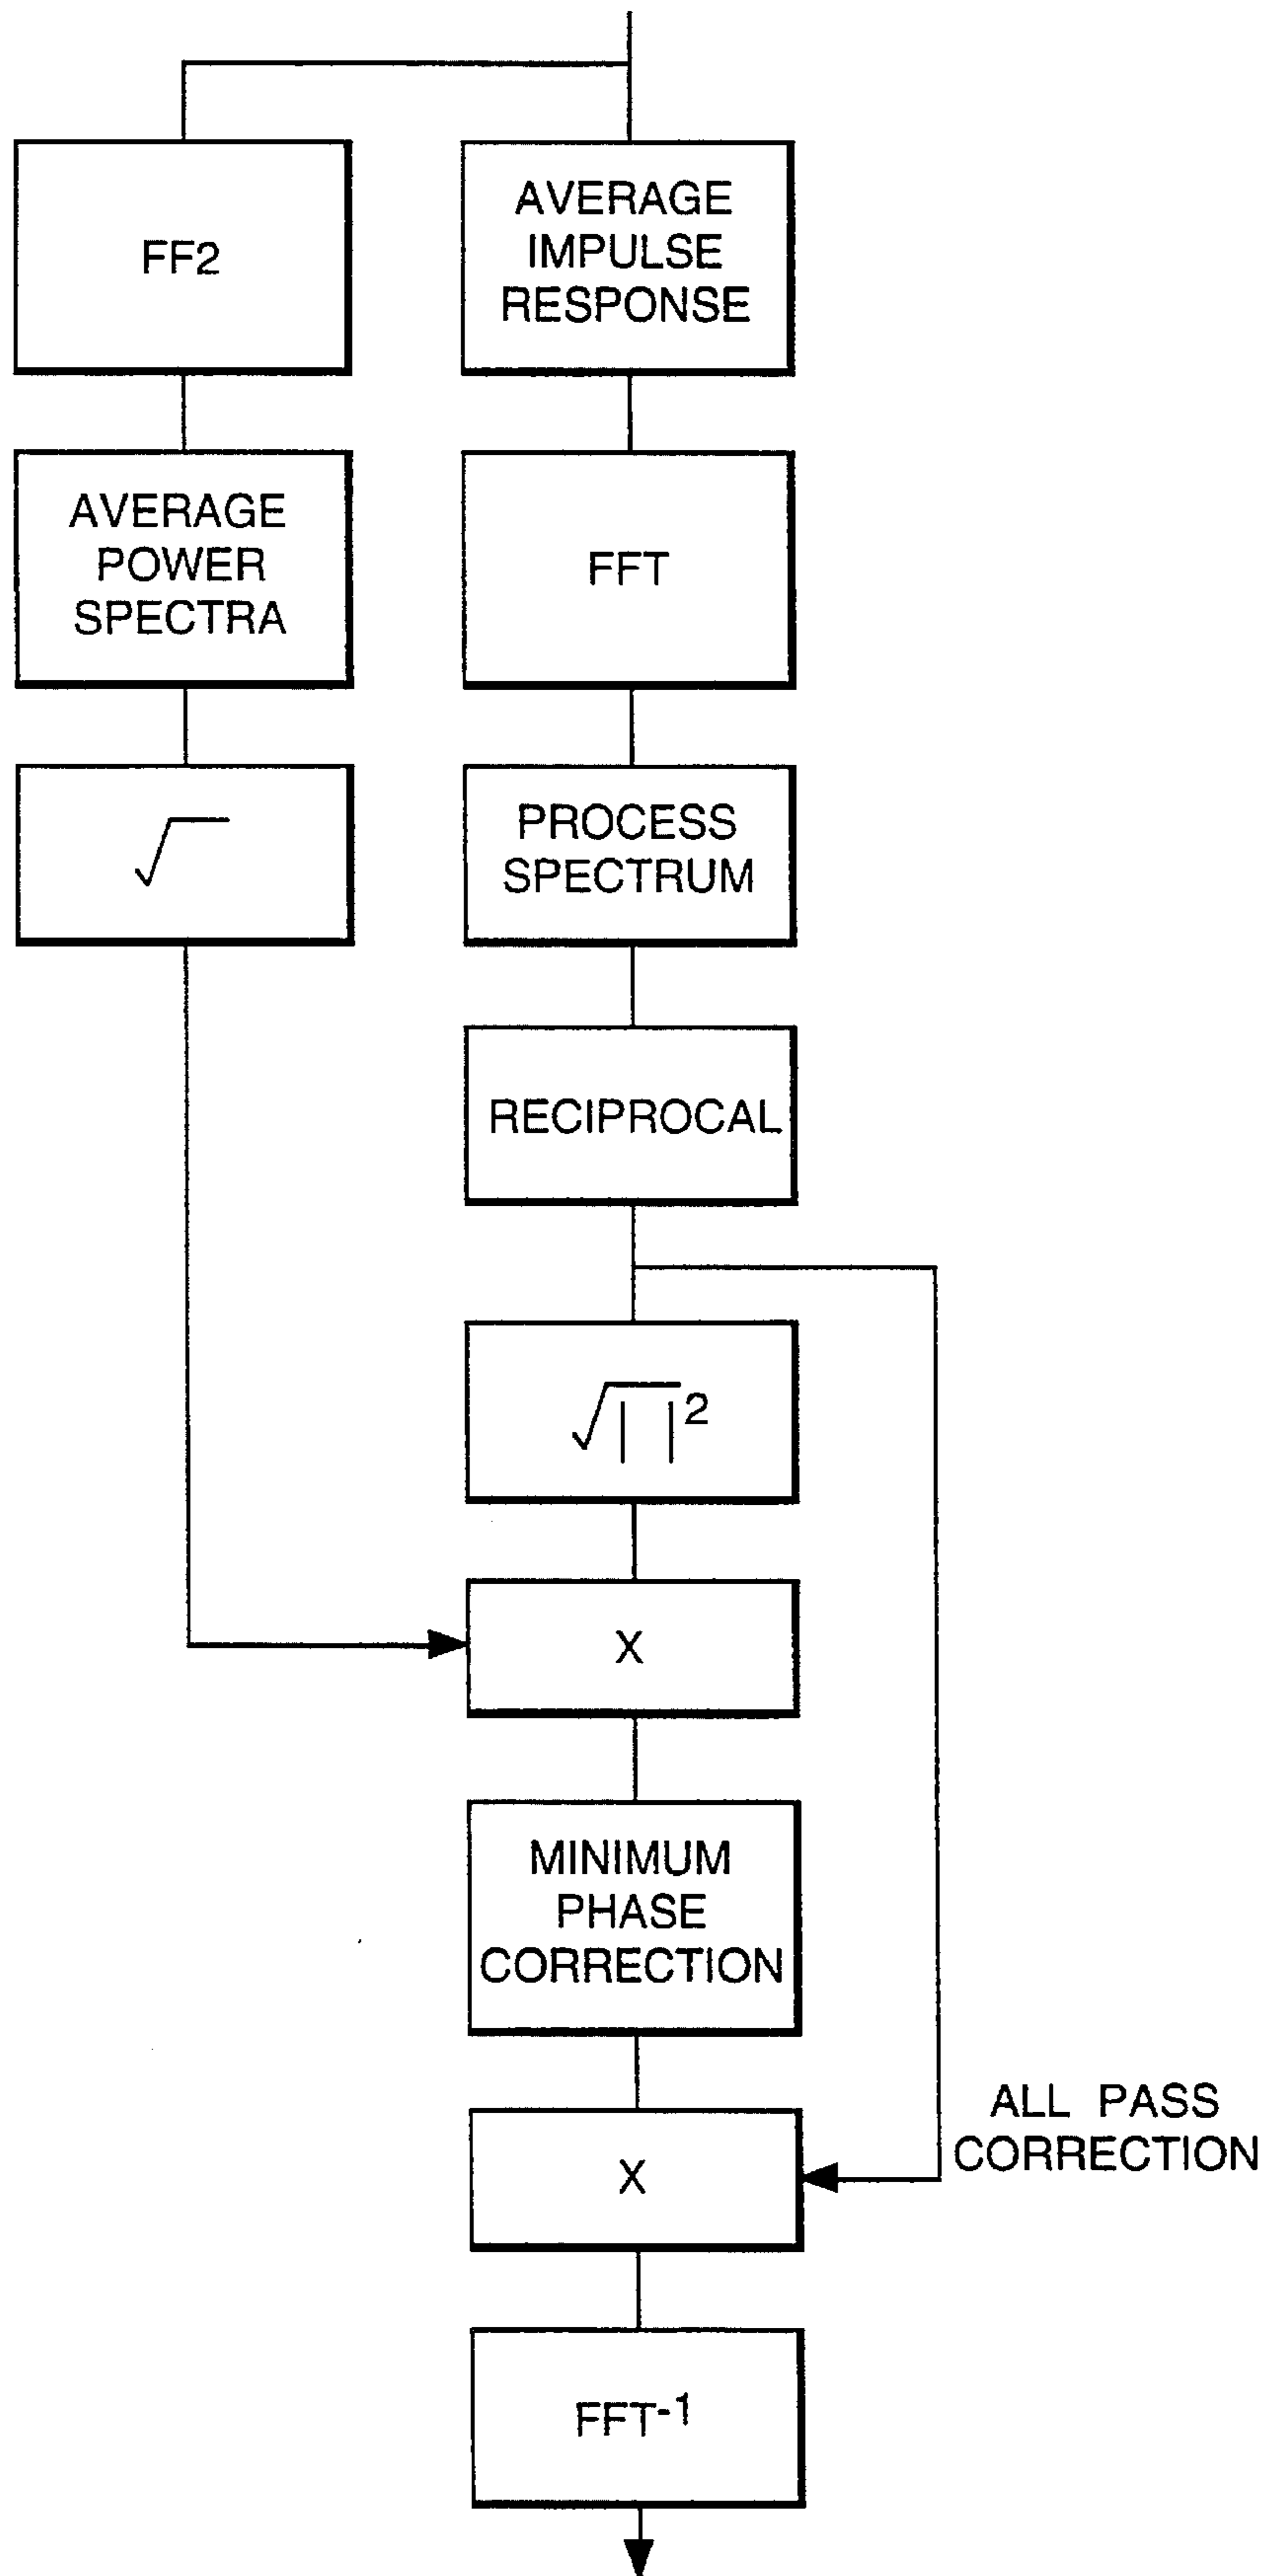 FF2
AVERAGE
IMPULSE
RESPONSE
AVERAGE
POWER
SPECTRA
FFT
√
PROCESS
SPECTRUM
RECIPROCAL
√| |²
X
MINIMUM
PHASE
CORRECTION
ALL PASS
CORRECTION
X
FFT⁻¹